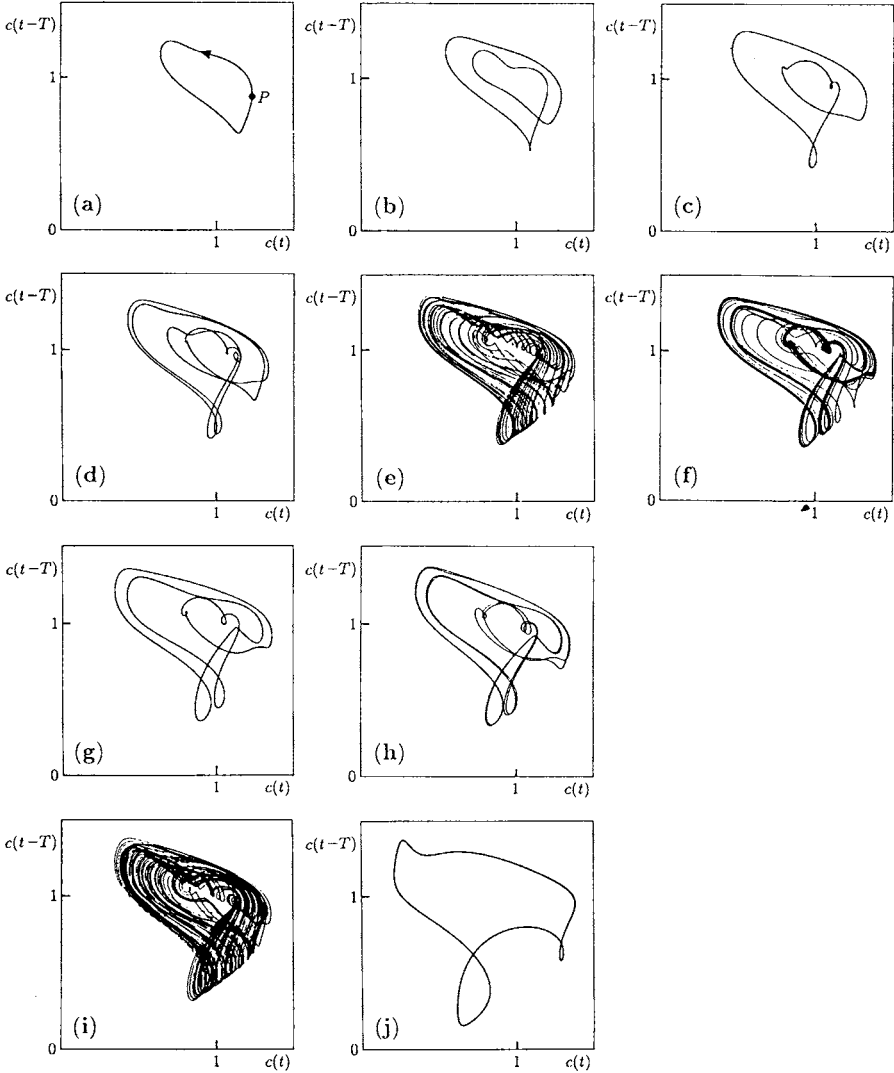 c(t−T)
1
P
(a)
0
1
c(t)
c(t−T)
1
(b)
0
1
c(t)
c(t−T)
1
(c)
0
1
c(t)
c(t−T)
1
(d)
0
1
c(t)
c(t−T)
1
(e)
0
1
c(t)
c(t−T)
1
(f)
0
1
c(t)
c(t−T)
1
(g)
0
1
c(t)
c(t−T)
1
(h)
0
1
c(t)
c(t−T)
1
(i)
0
1
c(t)
c(t−T)
1
(j)
0
1
c(t)